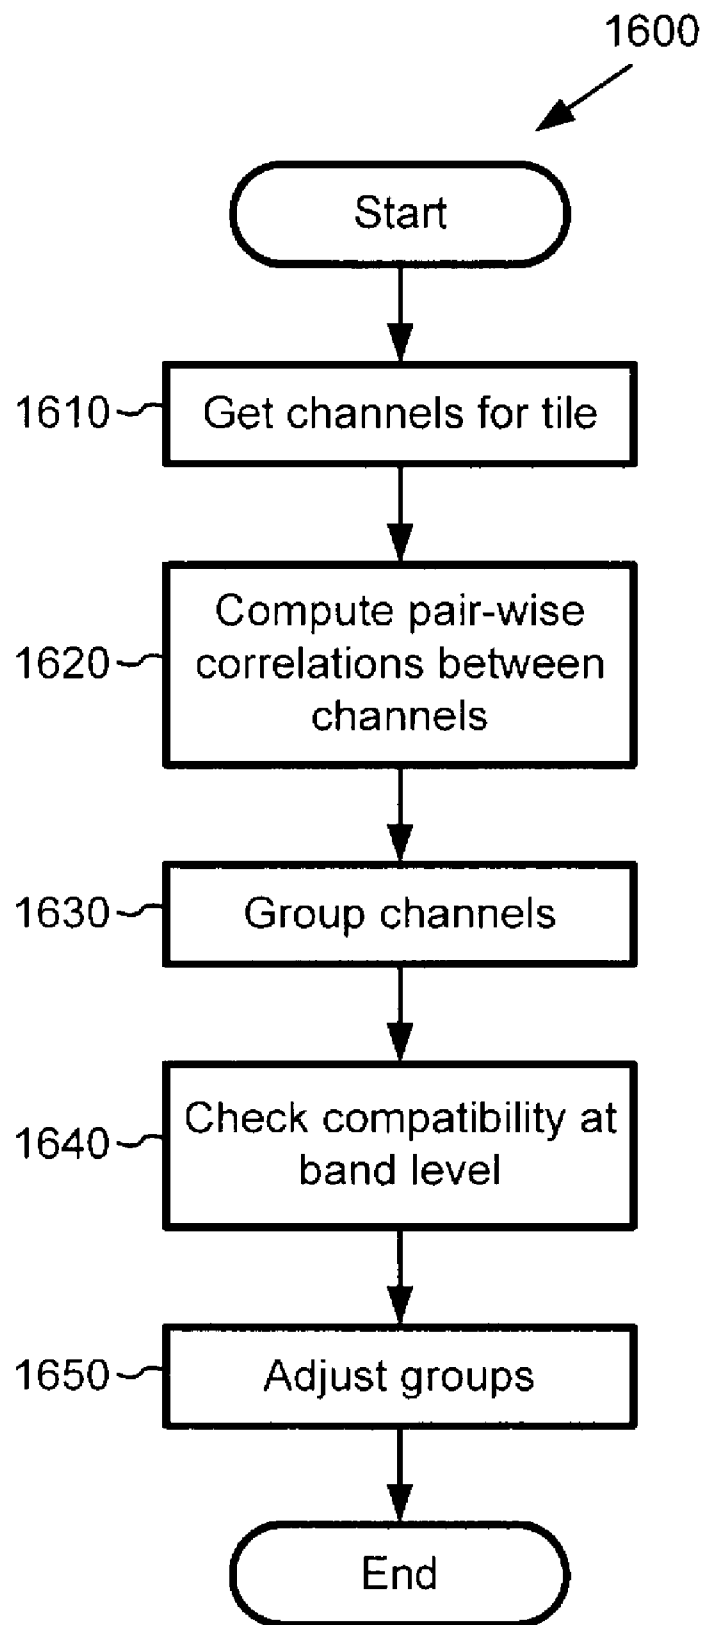 1600
Start
1610
Get channels for tile
Compute pair-wise
1620
correlations between
channels
1630
Group channels
1640
Check compatibility at
band level
1650
Adjust groups
End